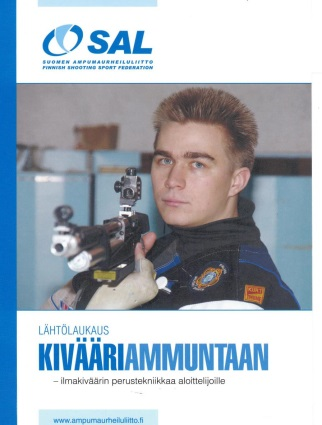 SAL
SUOMEN AMPUMAURHEILULIITTO
FINNISH SHOOTING SPORT FEDERATION
LÄHTÖLAUKAUS
KIVÄÄRIAMMUNTAAN
– ilmakiväärin perustekniikkaa aloittelijoille
www.ampumaurheiluliitto.fi